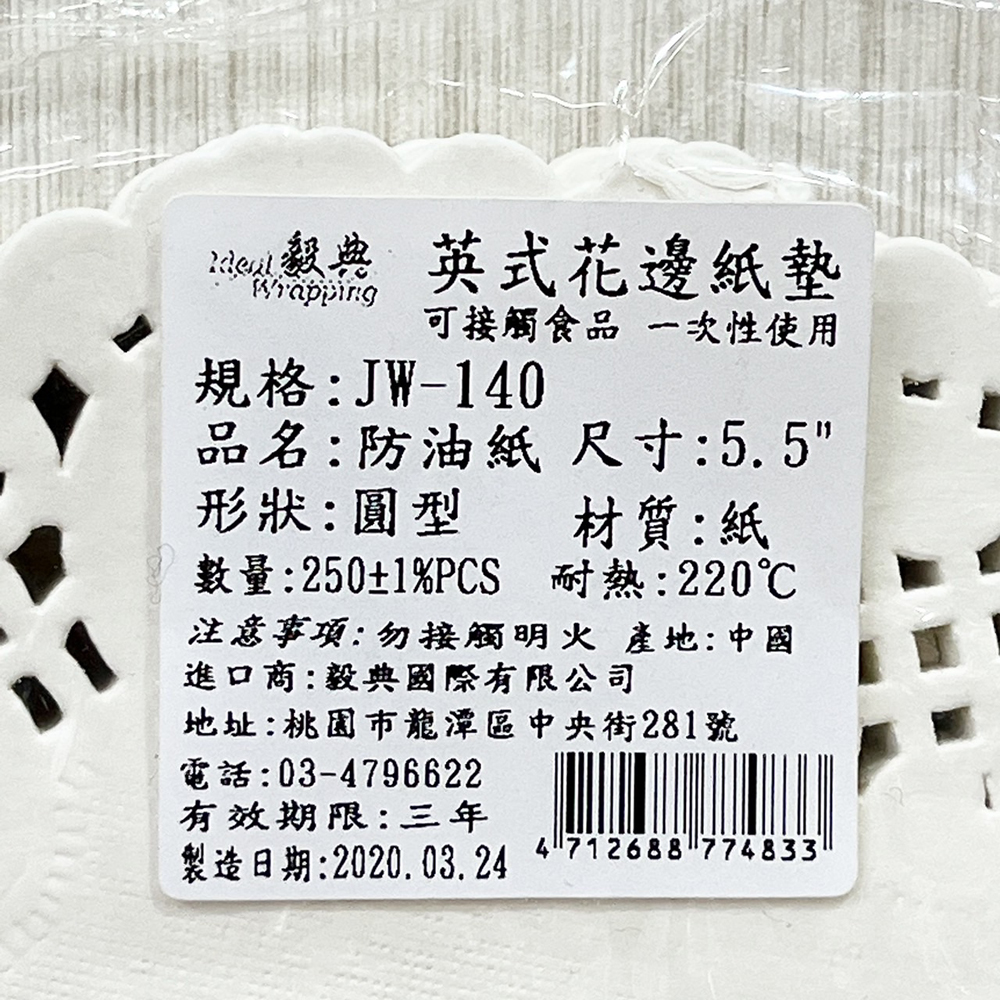 Ideal 毅典
Wrapping
英式花邊紙墊
可接觸食品 一次性使用
規格:JW-140
品名:防油紙 尺寸:5.5"
形狀:圓型 材質:紙
數量:250±1%PCS 耐熱:220℃
注意事項:勿接觸明火 產地:中國
進口商:毅典國際有限公司
地址:桃園市龍潭區中央街281號
電話:03-4796622
有效期限:三年
製造日期:2020.03.24
4 712688 774833